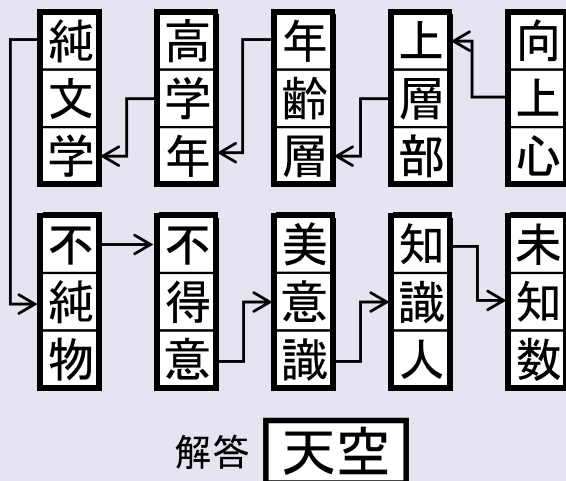 向上心
上層部
年齢層
高学年
純文学
不純物
不得意
美意識
知識人
未知数
解答 天空